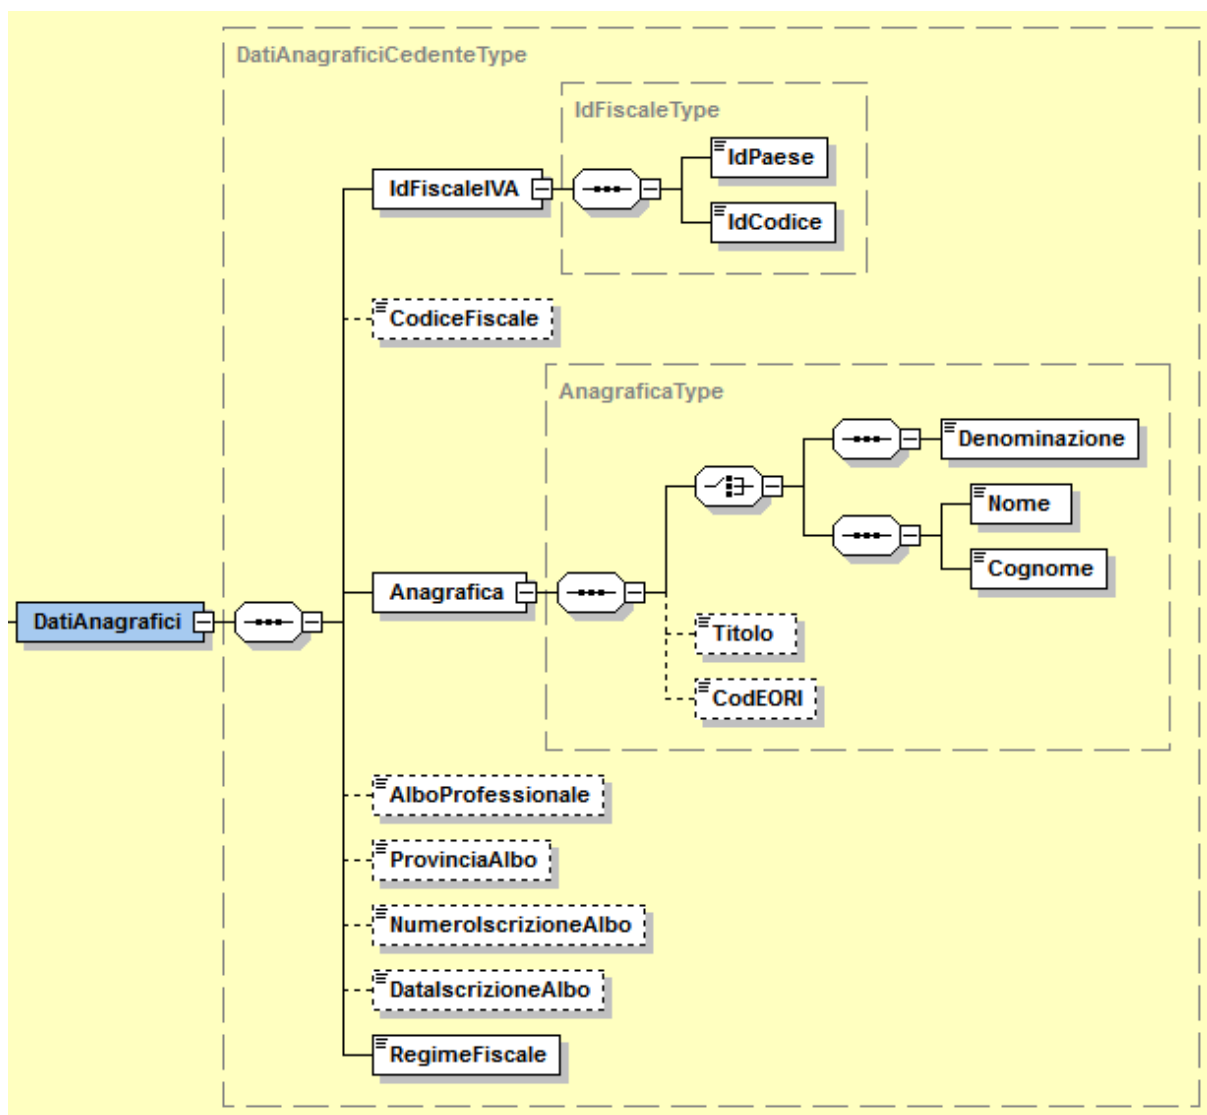 DatiAnagraficiCedenteType
IdFiscaleType
IdPaese
IdFiscaleIVA
IdCodice
CodiceFiscale
AnagraficaType
Denominazione
Nome
Cognome
Anagrafica
DatiAnagrafici
Titolo
CodEORI
AlboProfessionale
ProvinciaAlbo
NumeroIscrizioneAlbo
DataIscrizioneAlbo
RegimeFiscale